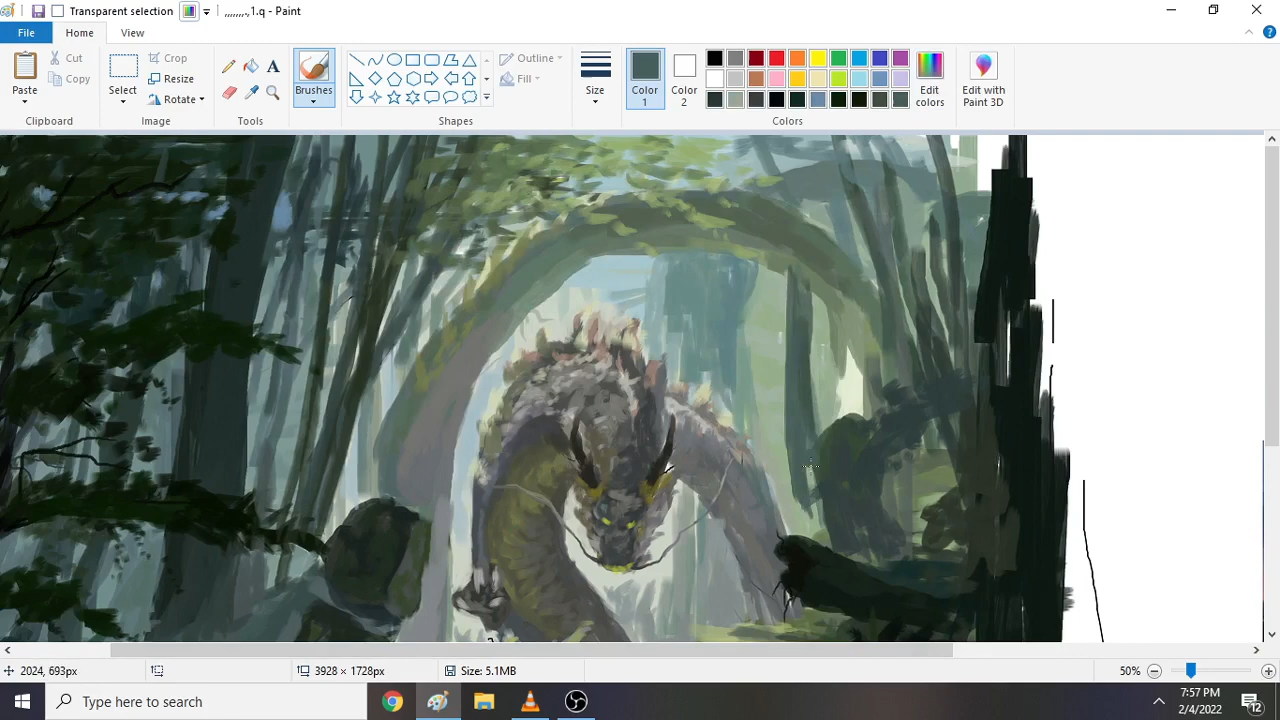 Transparent selection
,,,,,,,,.1.q - Paint
File
Home
View
Paste
Cut
Copy
Clipboard
Select
Crop
Resize
Rotate
Image
A
Tools
Brushes
Outline
Fill
Shapes
Size
Color 1
Color 2
Edit colors
Edit with Paint 3D
Colors
2024, 693px
3928 × 1728px
Size: 5.1MB
50%
Type here to search
7:57 PM
2/4/2022
12